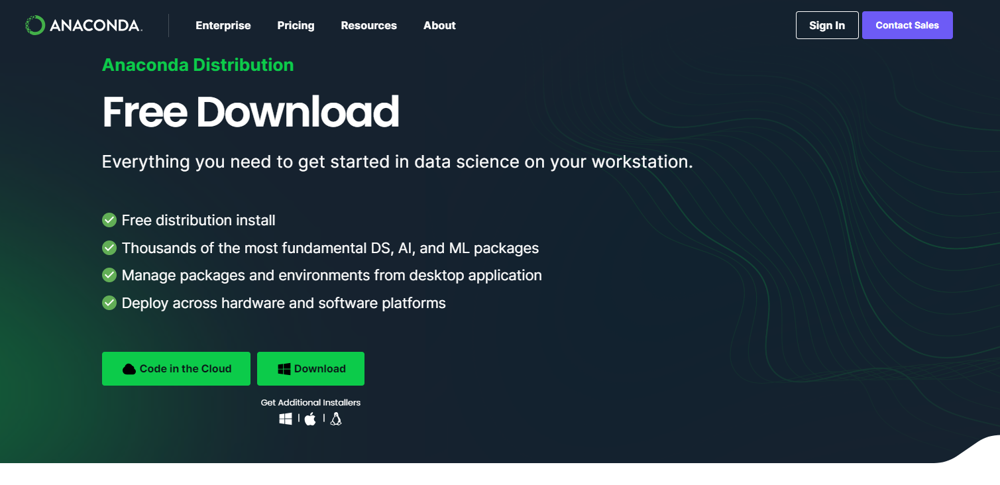 ANACONDA.
Enterprise
Pricing
Resources
About
Sign In
Contact Sales
Anaconda Distribution
Free Download
Everything you need to get started in data science on your workstation.
Free distribution install
Thousands of the most fundamental DS, AI, and ML packages
Manage packages and environments from desktop application
Deploy across hardware and software platforms
Code in the Cloud
Download
Get Additional Installers
| |